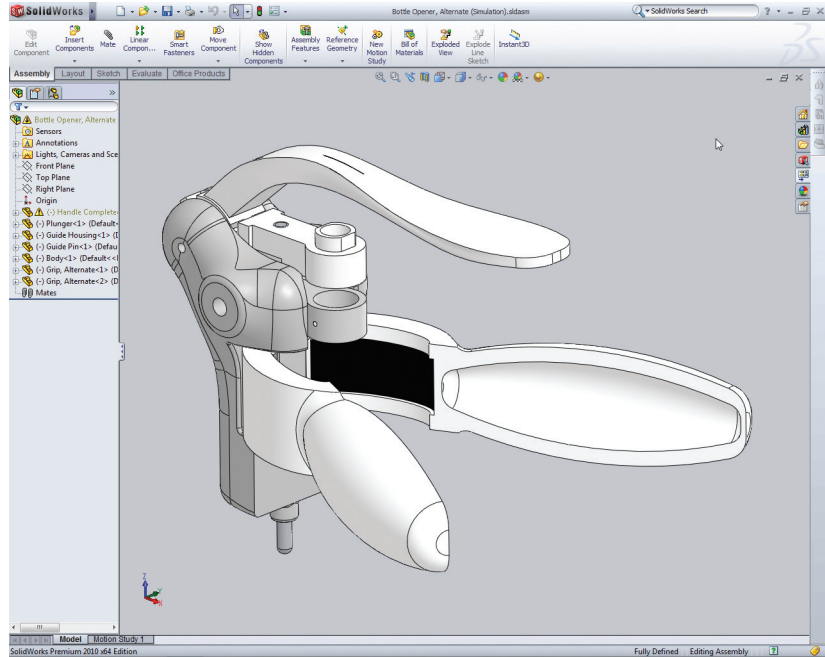 SolidWorks
Bottle Opener, Alternate (Simulation).sldasm
SolidWorks Search
Edit Component
Insert Components
Mate
Linear Compon...
Smart Fasteners
Move Component
Show Hidden Components
Assembly Features
Reference Geometry
New Motion Study
Bill of Materials
Exploded View
Explode Line Sketch
Instant3D
Assembly Layout Sketch Evaluate Office Products
Bottle Opener, Alternate
Sensors
Annotations
Lights, Cameras and Sce
Front Plane
Top Plane
Right Plane
Origin
(-) Handle Complete
(-) Plunger<1> (Default
(-) Guide Housing<1> (D
(-) Guide Pin<1> (Defau
(-) Body<1> (Default<<
(-) Grip, Alternate<1> (D
(-) Grip, Alternate<2> (D
Mates
Z
Model Motion Study 1
SolidWorks Premium 2010 x64 Edition
Fully Defined Editing Assembly